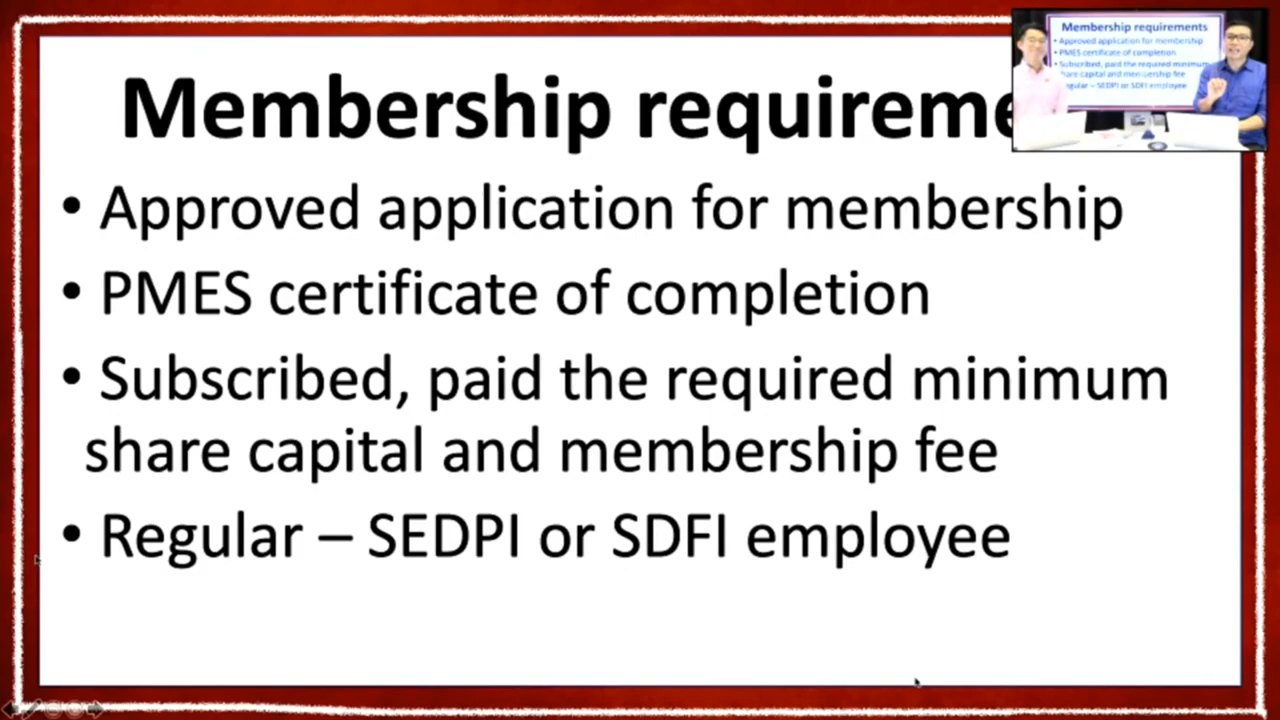 Membership requireme
• Approved application for membership
• PMES certificate of completion
• Subscribed, paid the required minimum
share capital and membership fee
• Regular – SEDPI or SDFI employee
Membership requirements
• Approved application for membership
• PMES certificate of completion
• Subscribed, paid the required minimum
share capital and membership fee
egular – SEDPI or SDFI employee